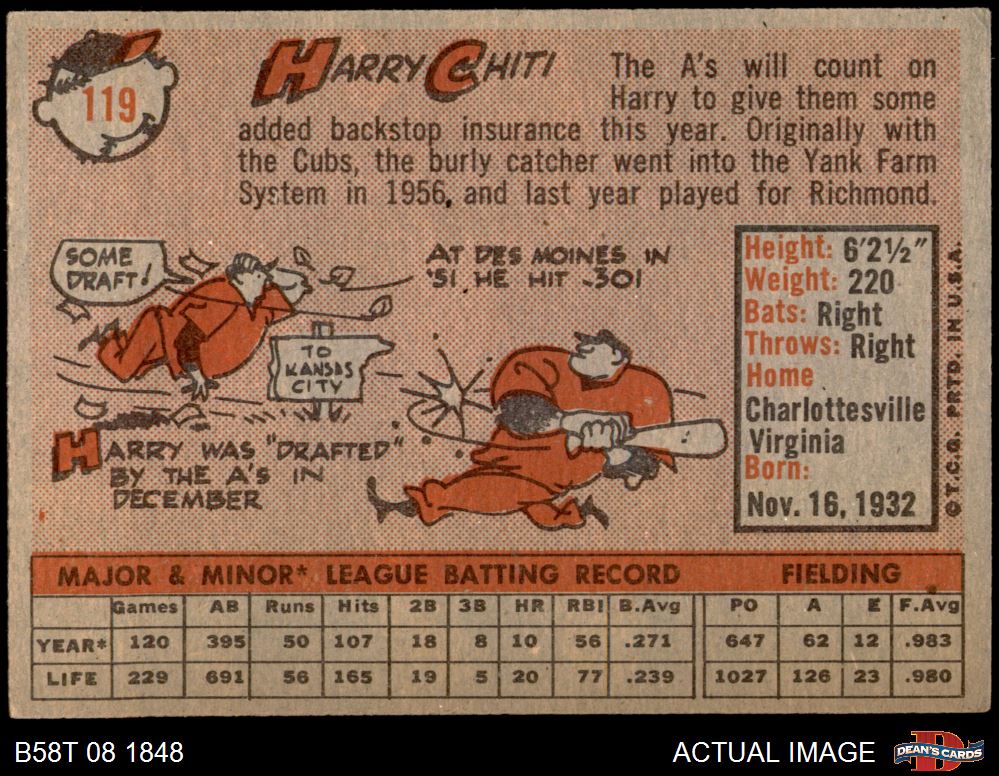 119
HARRY CHITI
The A's will count on
Harry to give them some
added backstop insurance this year. Originally with
the Cubs, the burly catcher went into the Yank Farm
System in 1956, and last year played for Richmond.
SOME
DRAFT!
AT DES MOINES IN
'51, HE HIT .301
TO
KANSAS
CITY
HARRY WAS "DRAFTED"
BY THE A'S IN
DECEMBER
Height: 6'2½"
Weight: 220
Bats: Right
Throws: Right
Home
Charlottesville
Virginia
Born:
Nov. 16, 1932
© T.C.G. PRTD. IN U.S.A.
MAJOR & MINOR* LEAGUE BATTING RECORD FIELDING
Games AB Runs Hits 2B 3B HR RBI B.Avg PO A E F.Avg
YEAR* 120 395 50 107 18 8 10 56 .271 647 62 12 .983
LIFE 229 691 56 165 19 5 20 77 .239 1027 126 23 .980
B58T 08 1848 ACTUAL IMAGE DEAN'S CARDS